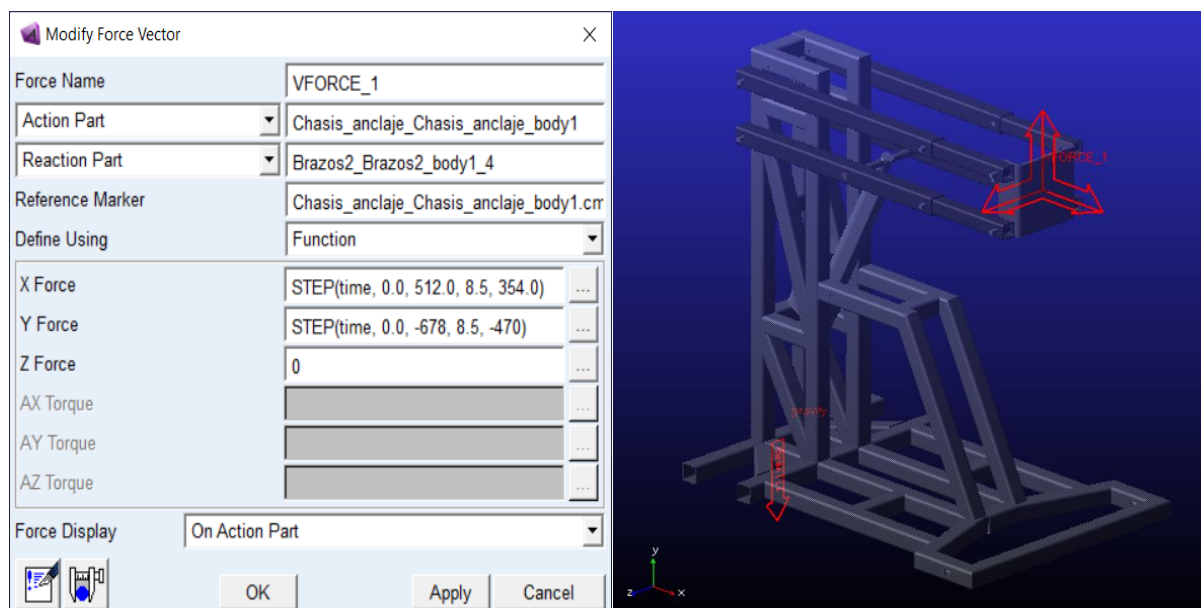 Modify Force Vector
Force Name VFORCE_1
Action Part Chasis_anclaje_Chasis_anclaje_body1
Reaction Part Brazos2_Brazos2_body1_4
Reference Marker Chasis_anclaje_Chasis_anclaje_body1.cm
Define Using Function
X Force STEP(time, 0.0, 512.0, 8.5, 354.0) ...
Y Force STEP(time, 0.0, -678, 8.5, -470) ...
Z Force 0 ...
AX Torque ...
AY Torque ...
AZ Torque ...
Force Display On Action Part
OK Apply Cancel
FORCE_1
gravity
y
z
x